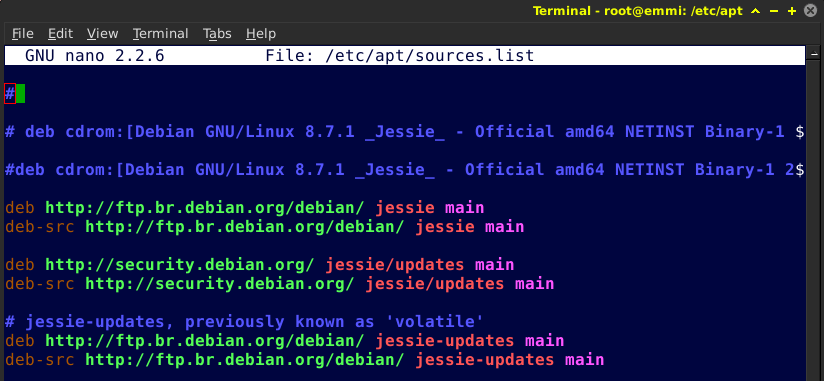 Terminal - root@emmi: /etc/apt
File Edit View Terminal Tabs Help
GNU nano 2.2.6 File: /etc/apt/sources.list
#
# deb cdrom:[Debian GNU/Linux 8.7.1 _Jessie_ - Official amd64 NETINST Binary-1 $
#deb cdrom:[Debian GNU/Linux 8.7.1 _Jessie_ - Official amd64 NETINST Binary-1 2$
deb http://ftp.br.debian.org/debian/ jessie main
deb-src http://ftp.br.debian.org/debian/ jessie main
deb http://security.debian.org/ jessie/updates main
deb-src http://security.debian.org/ jessie/updates main
# jessie-updates, previously known as 'volatile'
deb http://ftp.br.debian.org/debian/ jessie-updates main
deb-src http://ftp.br.debian.org/debian/ jessie-updates main